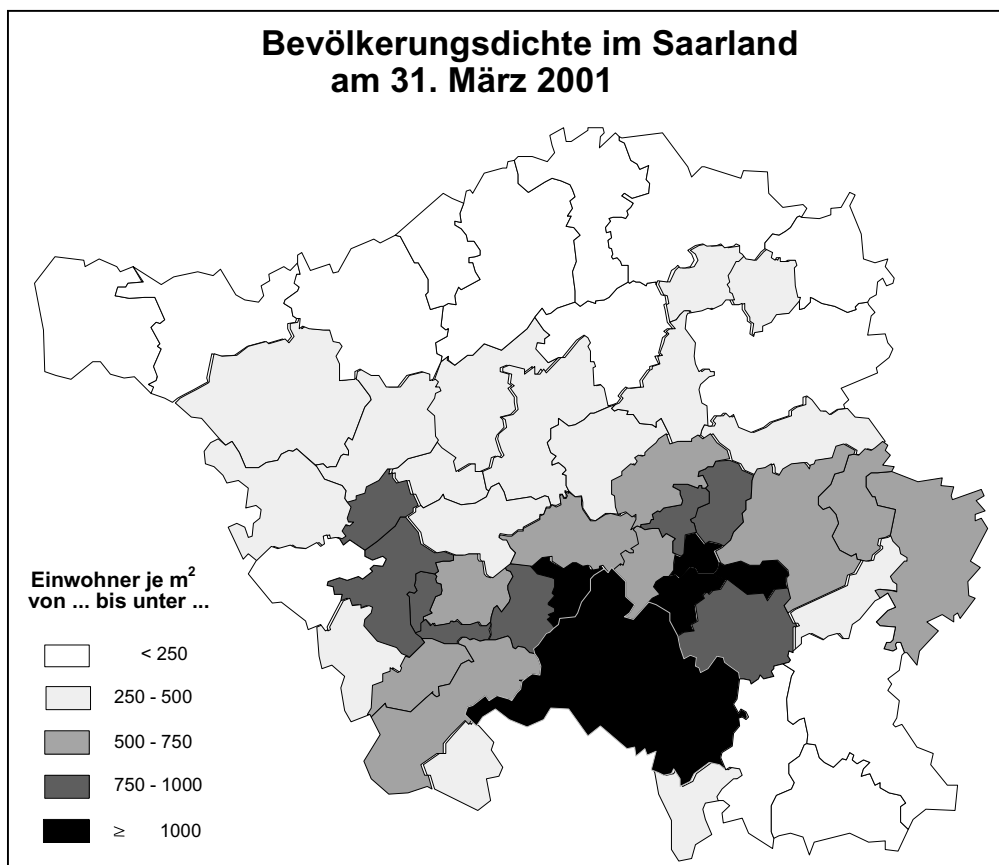 Bevölkerungsdichte im Saarland
am 31. März 2001
Einwohner je m²
von ... bis unter ...
< 250
250 - 500
500 - 750
750 - 1000
≥ 1000